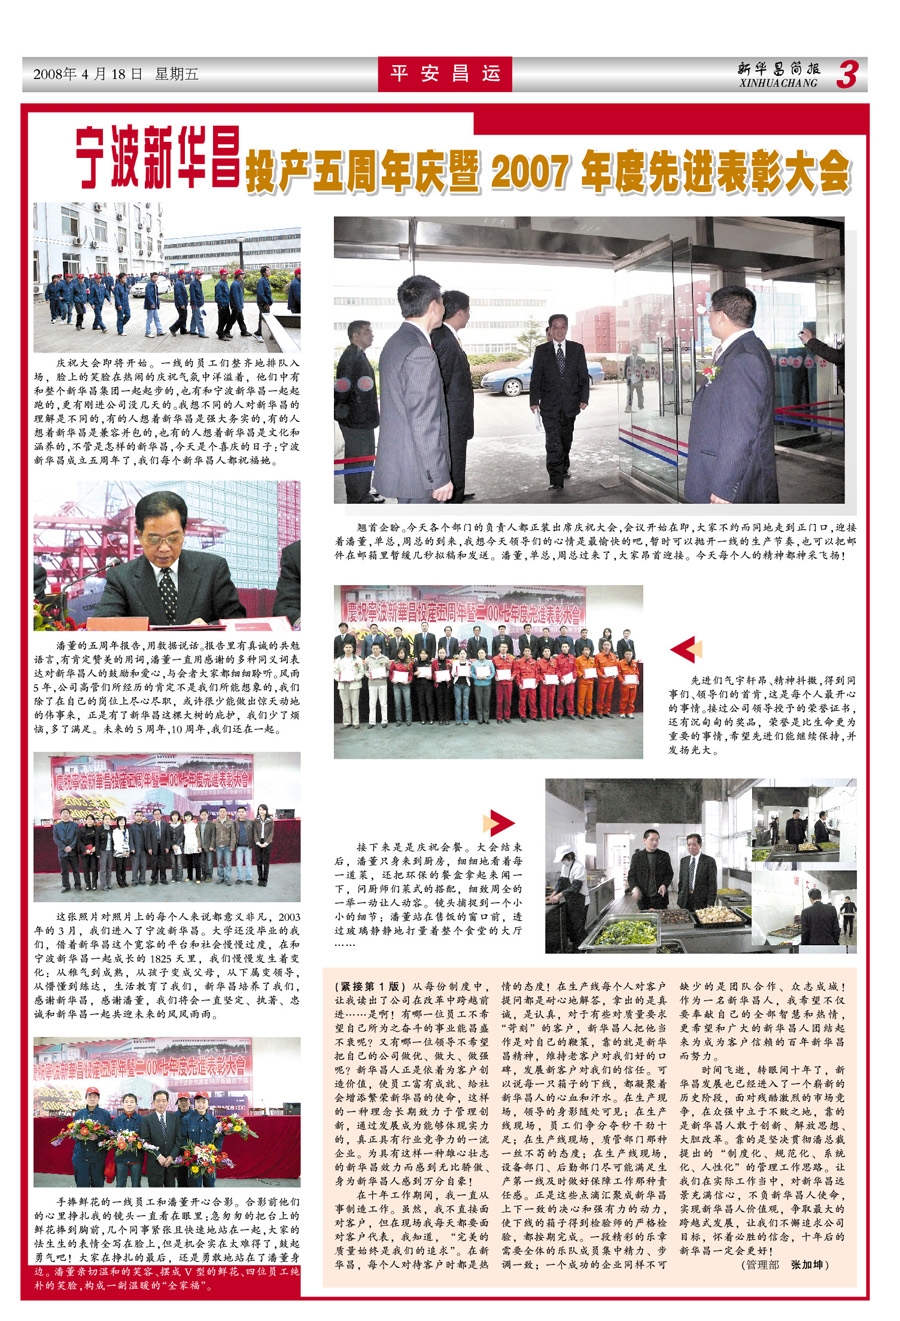 2008年 4 月 18 日 星期五
平安昌运
新华昌简报
XINHUACHANG
3
宁波新华昌投产五周年庆暨 2007 年度先进表彰大会
庆祝大会即将开始。一线的员工们整齐地排队入
场，脸上的笑脸在热闹的庆祝气氛中洋溢着，他们中有
和整个新华昌集团一起起步的,也有和宁波新华昌一起起
跑的,更有刚进公司没几天的。我想不同的人对新华昌的
理解是不同的,有的人想着新华昌是强大务实的,有的人
想着新华昌是兼容并包的,也有的人想着新华昌是文化和
涵养的,不管是怎样的新华昌,今天是个喜庆的日子:宁波
新华昌成立五周年了,我们每个新华昌人都祝福她。
翘首企盼。今天各个部门的负责人都正装出席庆祝大会,会议开始在即,大家不约而同地走到正门口,迎接
着潘董,单总,周总的到来,我想今天领导们的心情是最愉快的吧,暂时可以抛开一线的生产节奏,也可以把邮
件在邮箱里暂缓几秒拟稿和发送。潘董,单总,周总过来了,大家昂首迎接。今天每个人的精神都神采飞扬!
潘董的五周年报告,用数据说话。报告里有真诚的共勉
语言,有肯定赞美的用词,潘董一直用感谢的多种同义词表
达对新华昌人的鼓励和爱心,与会者大家都细细聆听。风雨
5 年,公司高管们所经历的肯定不是我们所能想象的,我们
除了在自己的岗位上尽心尽职，或许很少能做出惊天动地
的伟事来，正是有了新华昌这棵大树的庇护，我们少了烦
恼,多了满足。未来的 5 周年,10 周年,我们还在一起。
慶祝寧波新華昌投産五周年暨二00七年度先進表彰大會
先进们气宇轩昂、精神抖擞,得到同
事们、领导们的首肯,这是每个人最开心
的事情。接过公司领导授予的荣誉证书,
还有沉甸甸的奖品，荣誉是比生命更为
重要的事情,希望先进们能继续保持,并
发扬光大。
慶祝寧波新華昌投産五周年暨二00七年度先進表彰大會
这张照片对照片上的每个人来说都意义非凡，2003
年的 3 月，我们进入了宁波新华昌。大学还没毕业的我
们，借着新华昌这个宽容的平台和社会慢慢过度，在和
宁波新华昌一起成长的 1825 天里，我们慢慢发生着变
化：从稚气到成熟，从孩子变成父母，从下属变领导，
从懵懂到练达，生活教育了我们，新华昌培养了我们，
感谢新华昌，感谢潘董，我们将会一直坚定、执著、忠
诚和新华昌一起共迎未来的风风雨雨。
接下来是是庆祝会餐。大会结束
后，潘董只身来到厨房，细细地看着每
一道菜，还把环保的餐盒拿起来闻一
下，问厨师们菜式的搭配，细致周全的
一举一动让人动容。镜头捕捉到一个小
小的细节：潘董站在售饭的窗口前，透
过玻璃静静地打量着整个食堂的大厅
……
手捧鲜花的一线员工和潘董开心合影。合影前他们
的心里挣扎我的镜头一直看在眼里:急匆匆的把台上的
鲜花捧到胸前,几个同事紧张且快速地站在一起,大家的
怯生生的表情全写在脸上,但是机会实在太难得了,鼓起
勇气吧！大家在挣扎的最后，还是勇敢地站在了潘董身
边。潘董亲切温和的笑容、摆成 V 型的鲜花、四位员工纯
朴的笑脸,构成一副温暖的“全家福”。
(紧接第 1 版) 从每份制度中，
让我读出了公司在改革中跨越前
进……是啊！有哪一位员工不希
望自己所为之奋斗的事业能昌盛
不衰呢？又有哪一位领导不希望
把自己的公司做优、做大、做强
呢？新华昌人正是依着为客户创
造价值，使员工富有成就、给社
会增添繁荣新华昌的使命，这样
的一种理念长期致力于管理创
新，通过发展成为能够体现实力
的，真正具有行业竞争力的一流
企业。为具有这样一种雄心壮志
的新华昌效力而感到无比骄傲、
身为新华昌人感到万分自豪！
在十年工作期间，我一直从
事制造工作。虽然，我不直接面
对客户，但在现场我每天都要面
对客户代表，我知道，“完美的
质量始终是我们的追求”。在新
华昌，每个人对待客户时都是热
情的态度！在生产线每个人对客户
提问都是耐心地解答，拿出的是真
诚，是认真，对于有些对质量要求
“苛刻”的客户，新华昌人把他当
作是对自己的鞭策，靠的就是新华
昌精神，维持老客户对我们好的口
碑，发展新客户对我们的信任。可
以说每一只箱子的下线，都凝聚着
新华昌人的心血和汗水。在生产现
场，领导的身影随处可见；在生产
线现场，员工们争分夺秒干劲十
足；在生产线现场，质管部门那种
一丝不苟的态度；在生产线现场，
设备部门、后勤部门尽可能满足生
产第一线及时做好保障工作那种责
任感。正是这些点滴汇聚成新华昌
上下一致的决心和强有力的动力，
使下线的箱子得到检验师的严格检
验，都按期完成。一段精彩的乐章
需要全体的乐队成员集中精力、步
调一致；一个成功的企业同样不可
缺少的是团队合作、众志成城！
作为一名新华昌人，我希望不仅
要奉献自己的全部智慧和热情，
更希望和广大的新华昌人团结起
来为成为客户信赖的百年新华昌
而努力。
时间飞逝，转眼间十年了，新
华昌发展也已经进入了一个崭新的
历史阶段，面对残酷激烈的市场竞
争，在众强中立于不败之地，靠的
是新华昌人敢于创新、解放思想、
大胆改革。靠的是坚决贯彻潘总裁
提出的“制度化、规范化、系统
化、人性化”的管理工作思路。让
我们在实际工作当中，对新华昌远
景充满信心，不负新华昌人使命，
实现新华昌人价值观，争取最大的
跨越式发展，让我们不懈追求公司
目标，怀着必胜的信念，十年后的
新华昌一定会更好！
(管理部 张加坤)